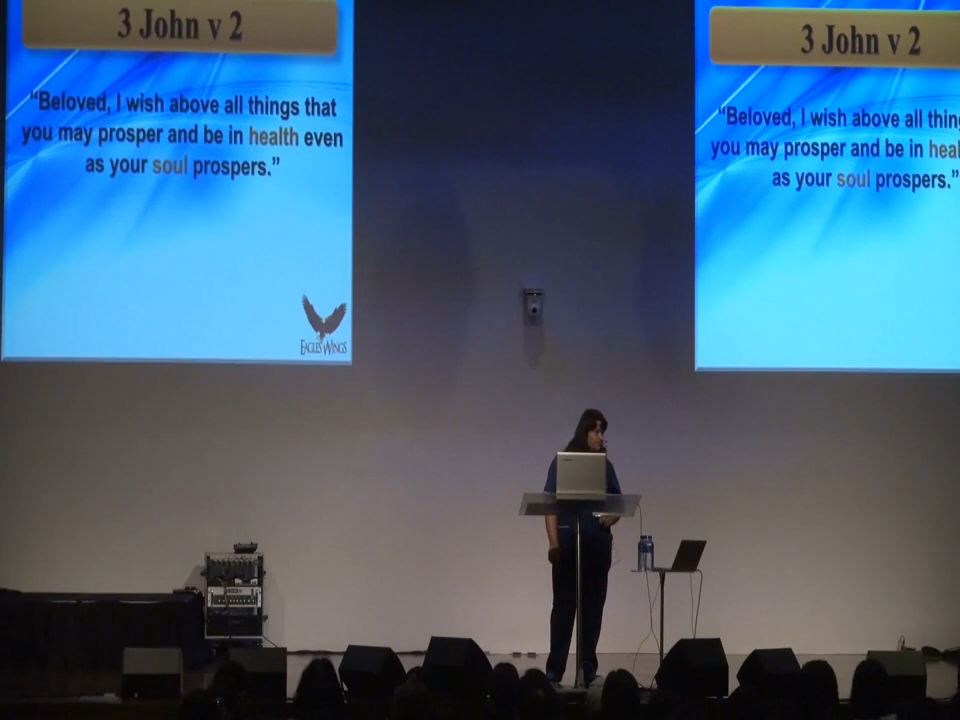 3 John v 2
“Beloved, I wish above all things that
you may prosper and be in health even
as your soul prospers.”
EAGLES WINGS
3 John v 2
“Beloved, I wish above all thing
you may prosper and be in heal
as your soul prospers.”